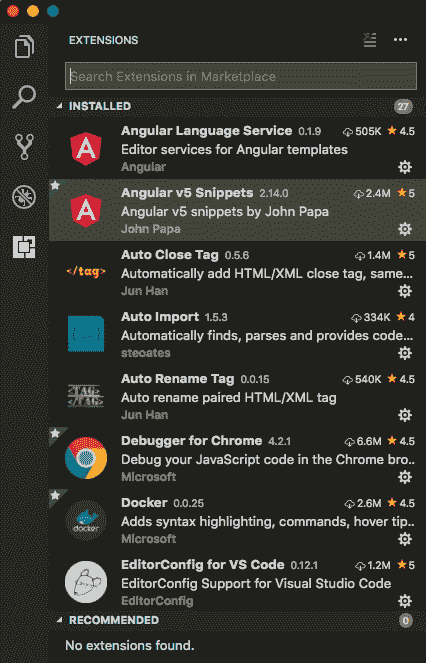 EXTENSIONS
Search Extensions in Marketplace
INSTALLED 27
Angular Language Service 0.1.9 505K 4.5
Editor services for Angular templates
Angular
Angular v5 Snippets 2.14.0 2.4M 5
Angular v5 snippets by John Papa
John Papa
</tag> Auto Close Tag 0.5.6 1.4M 5
Automatically add HTML/XML close tag, same...
Jun Han
Auto Import 1.5.3 334K 4
Automatically finds, parses and provides code...
steoates
Auto Rename Tag 0.0.15 540K 4.5
Auto rename paired HTML/XML tag
Jun Han
Debugger for Chrome 4.2.1 6.6M 4.5
Debug your JavaScript code in the Chrome bro...
Microsoft
Docker 0.0.25 2.6M 4.5
Adds syntax highlighting, commands, hover tip...
Microsoft
EditorConfig for VS Code 0.12.1 1.2M 5
EditorConfig Support for Visual Studio Code
EditorConfig
RECOMMENDED 0
No extensions found.